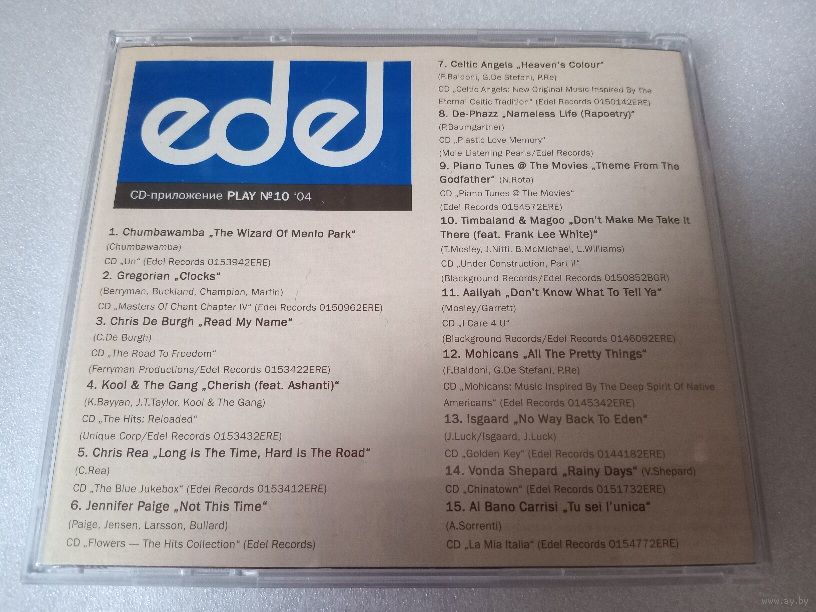 edel
CD-приложение PLAY №10 '04
1. Chumbawamba „The Wizard Of Menlo Park“
(Chumbawamba)
CD „Un“ (Edel Records 0153942ERE)
2. Gregorian „Clocks“
(Berryman, Buckland, Champion, Martin)
CD „Masters Of Chant Chapter IV“ (Edel Records 0150962ERE)
3. Chris De Burgh „Read My Name“
(C.De Burgh)
CD „The Road To Freedom“
(Ferryman Productions/Edel Records 0153422ERE)
4. Kool & The Gang „Cherish (feat. Ashanti)“
(K.Bayyan, J.T.Taylor, Kool & The Gang)
CD „The Hits: Reloaded“
(Unique Corp/Edel Records 0153432ERE)
5. Chris Rea „Long Is The Time, Hard Is The Road“
(C.Rea)
CD „The Blue Jukebox“ (Edel Records 0153412ERE)
6. Jennifer Paige „Not This Time“
(Paige, Jensen, Larsson, Bullard)
CD „Flowers — The Hits Collection“ (Edel Records)
7. Celtic Angels „Heaven's Colour“
(F.Baldoni, G.De Stefani, P.Re)
CD „Celtic Angels: New Original Music Inspired By The
Eternal Celtic Tradition“ (Edel Records 0150142ERE)
8. De-Phazz „Nameless Life (Rapoetry)“
(P.Baumgartner)
CD „Plastic Love Memory“
(Mole Listening Pearls/Edel Records)
9. Piano Tunes @ The Movies „Theme From The
Godfather“ (N.Rota)
CD „Piano Tunes @ The Movies“
(Edel Records 0154572ERE)
10. Timbaland & Magoo „Don't Make Me Take It
There (feat. Frank Lee White)“
(T.Mosley, J.Nitti, B.McMichael, L.Williams)
CD „Under Construction, Part II“
(Blackground Records/Edel Records 0150852BGR)
11. Aaliyah „Don't Know What To Tell Ya“
(Mosley/Garrett)
CD „I Care 4 U“
(Blackground Records/Edel Records 0146092ERE)
12. Mohicans „All The Pretty Things“
(F.Baldoni, G.De Stefani, P.Re)
CD „Mohicans: Music Inspired By The Deep Spirit Of Native
Americans“ (Edel Records 0145342ERE)
13. Isgaard „No Way Back To Eden“
(J.Luck/Isgaard, J.Luck)
CD „Golden Key“ (Edel Records 0144182ERE)
14. Vonda Shepard „Rainy Days“ (V.Shepard)
CD „Chinatown“ (Edel Records 0151732ERE)
15. Al Bano Carrisi „Tu sei l'unica“
(A.Sorrenti)
CD „La Mia Italia“ (Edel Records 0154772ERE)
www.ay.by